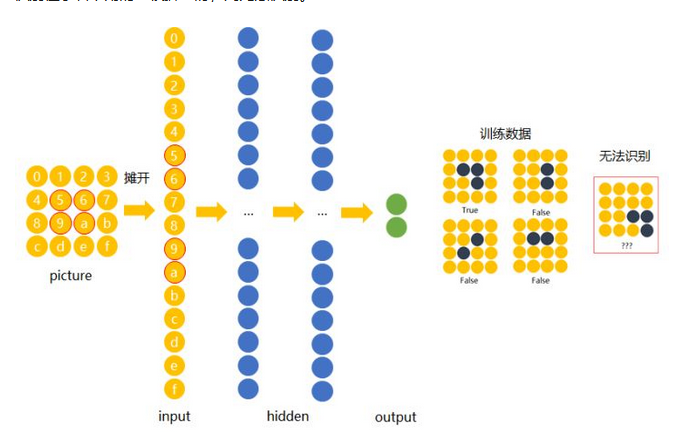 0 1 2 3
4 5 6 7
8 9 a b
c d e f
picture
摊开
0
1
2
3
4
5
6
7
8
9
a
b
c
d
e
f
input
...
...
hidden
output
训练数据
True
False
False
False
无法识别
???